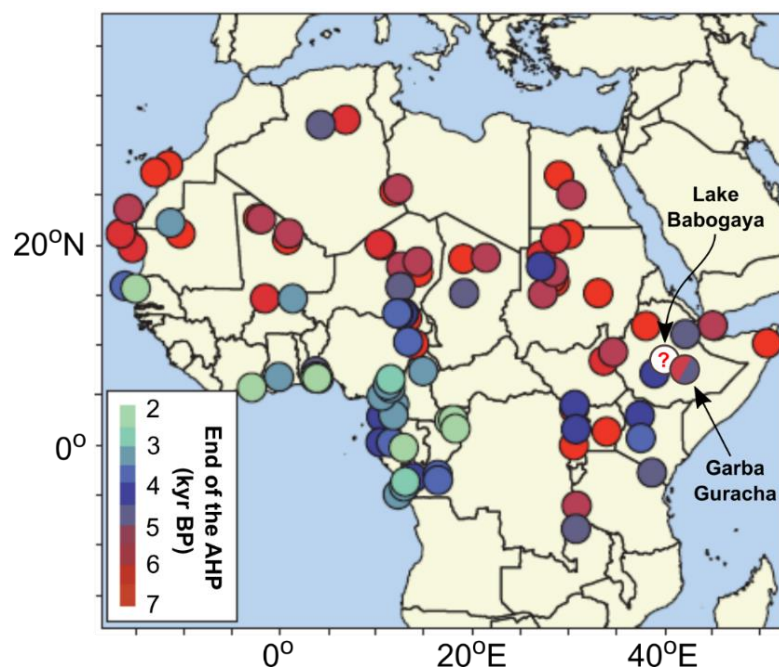 Lake
Babogaya
20°N
?
2
3
4
5
6
7
End of the AHP
(kyr BP)
0°
Garba
Guracha
0°
20°E
40°E